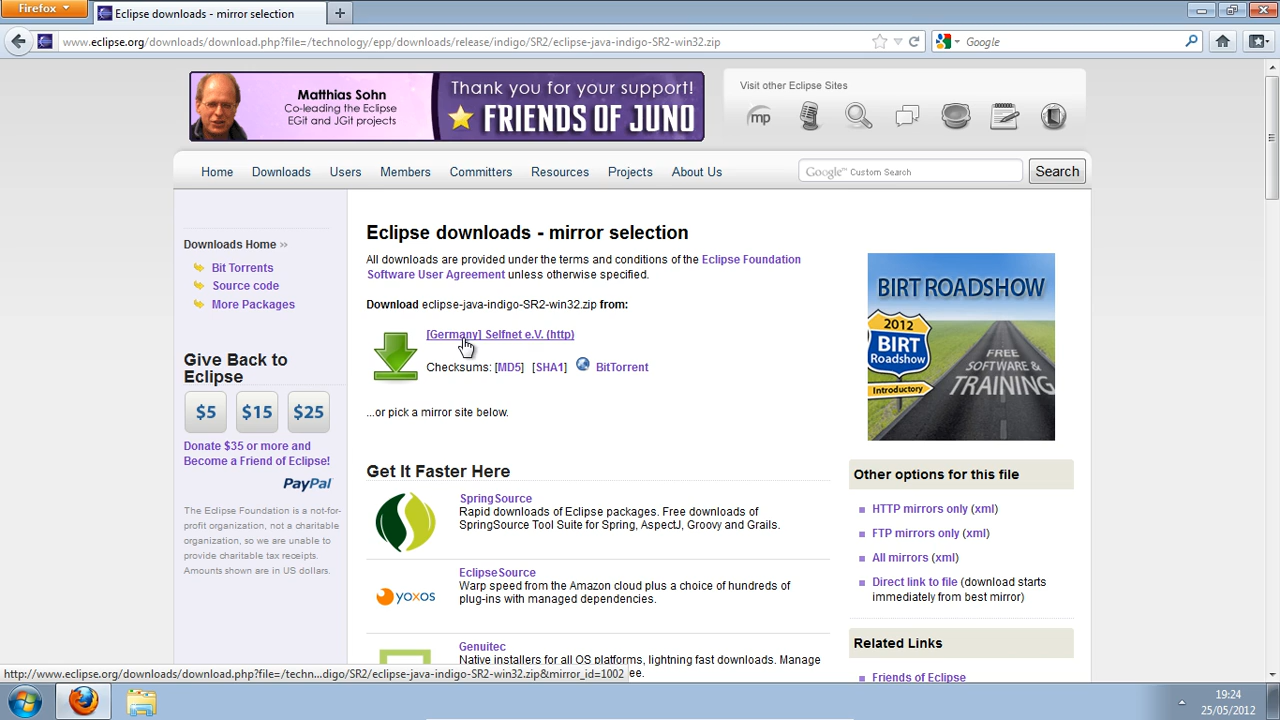 Firefox
Eclipse downloads - mirror selection
www.eclipse.org/downloads/download.php?file=/technology/epp/downloads/release/indigo/SR2/eclipse-java-indigo-SR2-win32.zip
Google
Matthias Sohn
Co-leading the Eclipse
EGit and JGit projects
Thank you for your support!
FRIENDS OF JUNO
Visit other Eclipse Sites
mp
Home
Downloads
Users
Members
Committers
Resources
Projects
About Us
Google™ Custom Search
Search
Downloads Home »
Bit Torrents
Source code
More Packages
Give Back to
Eclipse
$5
$15
$25
Donate $35 or more and
Become a Friend of Eclipse!
PayPal
The Eclipse Foundation is a not-for-
profit organization, not a charitable
organization, so we are unable to
provide charitable tax receipts.
Amounts shown are in US dollars.
Eclipse downloads - mirror selection
All downloads are provided under the terms and conditions of the Eclipse Foundation
Software User Agreement unless otherwise specified.
Download eclipse-java-indigo-SR2-win32.zip from:
[Germany] Selfnet e.V. (http)
Checksums: [MD5] [SHA1] BitTorrent
...or pick a mirror site below.
Get It Faster Here
SpringSource
Rapid downloads of Eclipse packages. Free downloads of
SpringSource Tool Suite for Spring, AspectJ, Groovy and Grails.
YOXOS
EclipseSource
Warp speed from the Amazon cloud plus a choice of hundreds of
plug-ins with managed dependencies.
Genuitec
Native installers for all OS platforms, lightning fast downloads. Manage
ee.
BIRT ROADSHOW
2012
BIRT
Roadshow
Introductory
FREE
SOFTWARE &
TRAINING
Other options for this file
HTTP mirrors only (xml)
FTP mirrors only (xml)
All mirrors (xml)
Direct link to file (download starts
immediately from best mirror)
Related Links
Friends of Eclipse
http://www.eclipse.org/downloads/download.php?file=/techn...digo/SR2/eclipse-java-indigo-SR2-win32.zip&mirror_id=1002
19:24
25/05/2012